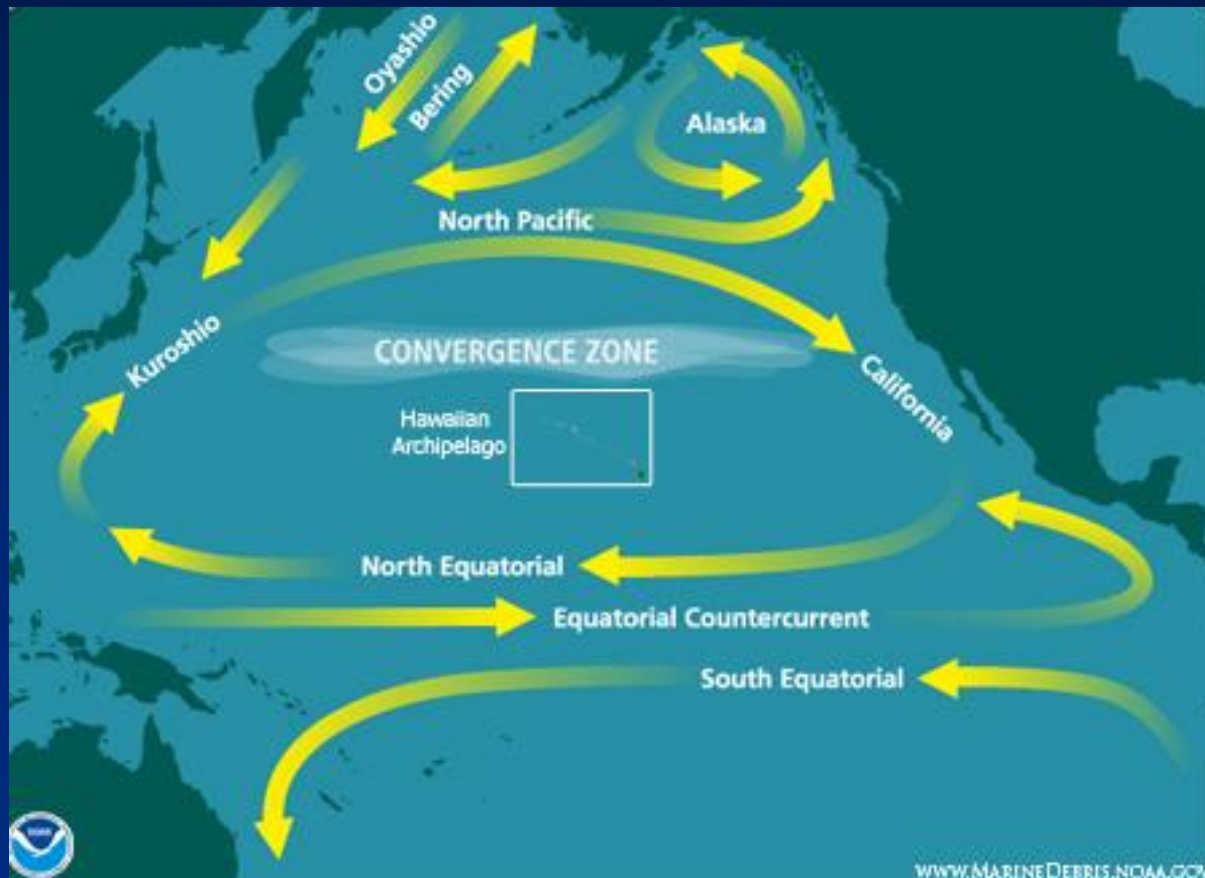 Oyashio
Bering
Alaska
North Pacific
Kuroshio
CONVERGENCE ZONE
California
Hawaiian
Archipelago
North Equatorial
Equatorial Countercurrent
South Equatorial
NOAA
WWW.MARINEDEBRIS.NOAA.GOV